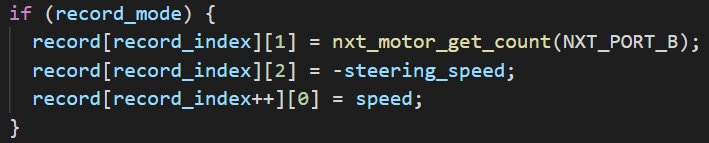 if (record_mode) {
  record[record_index][1] = nxt_motor_get_count(NXT_PORT_B);
  record[record_index][2] = -steering_speed;
  record[record_index++][0] = speed;
}